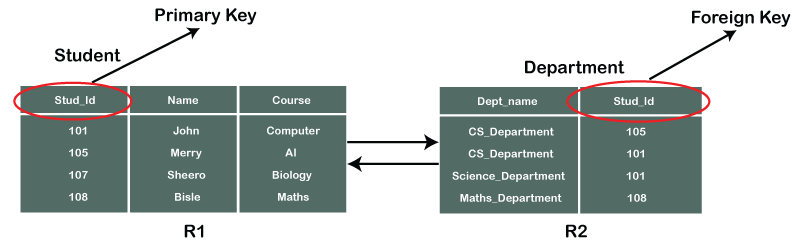 Primary Key
Foreign Key
Student
Department
Stud_Id Name Course
101 John Computer
105 Merry AI
107 Sheero Biology
108 Bisle Maths
R1
Dept_name Stud_Id
CS_Department 105
CS_Department 101
Science_Department 101
Maths_Department 108
R2